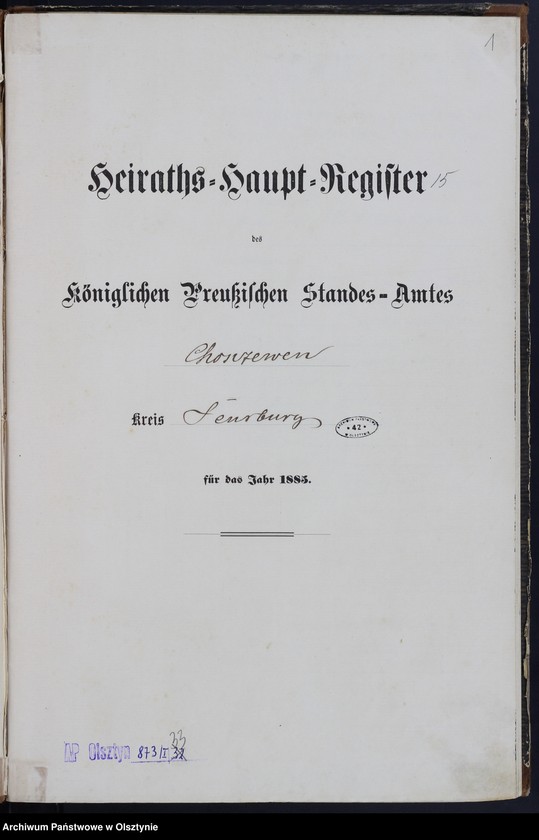 1
Heiraths-Haupt-Register 15
des
Königlichen Preußischen Standes-Amtes
Choszewen
Kreis Sensburg
* 42 *
für das Jahr 1885.
AP Olsztyn 873/I 32
33
Archiwum Państwowe w Olsztynie